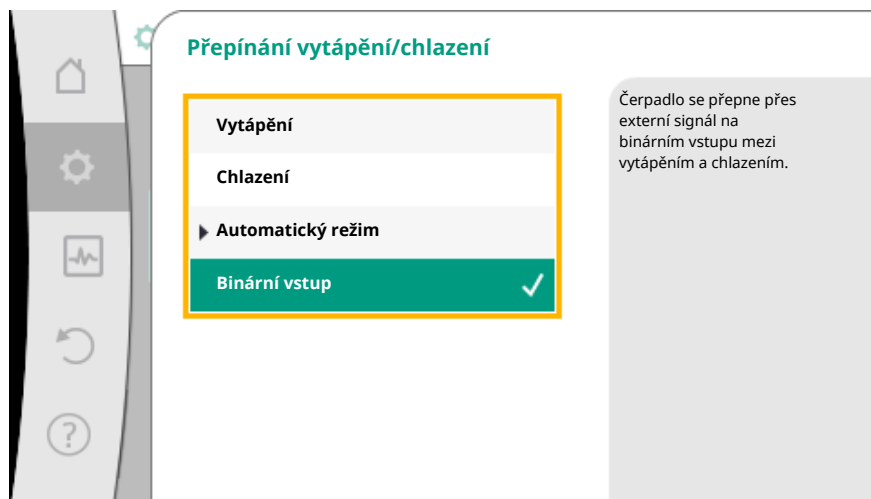 Přepínání vytápění/chlazení
Vytápění
Chlazení
Automatický režim
Binární vstup
Čerpadlo se přepne přes
externí signál na
binárním vstupu mezi
vytápěním a chlazením.
?